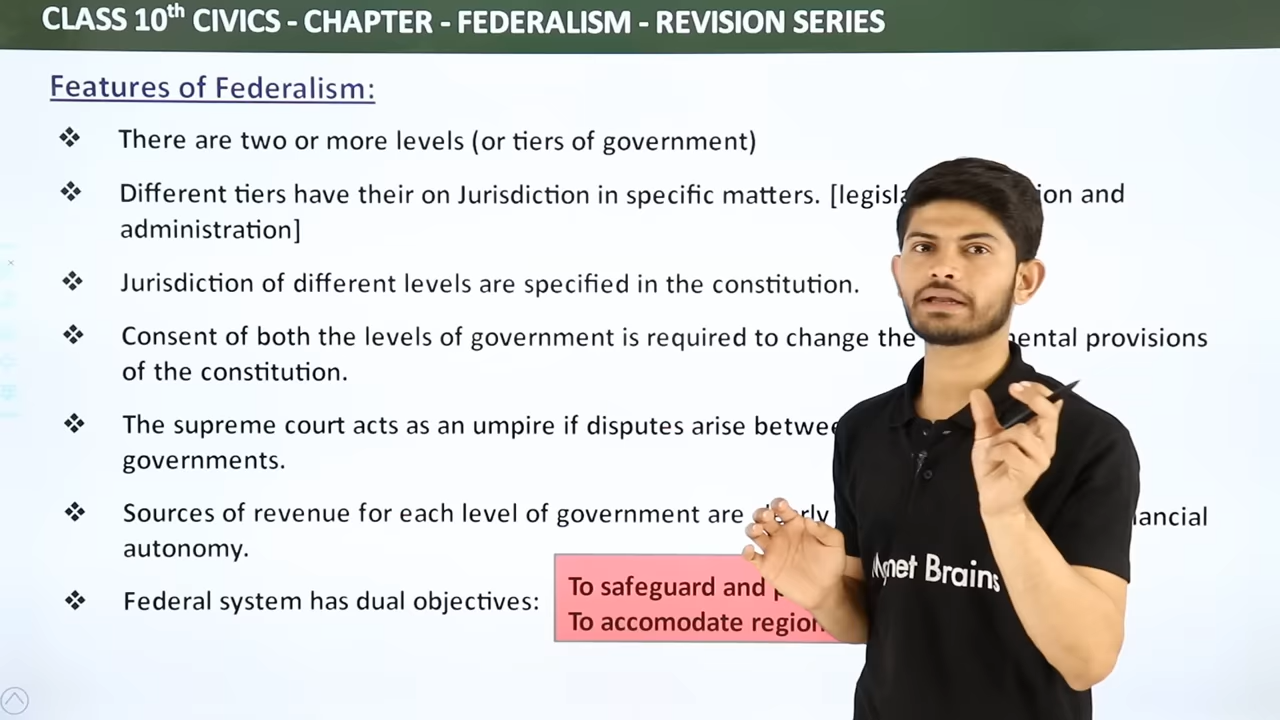 CLASS 10th CIVICS - CHAPTER - FEDERALISM - REVISION SERIES
Features of Federalism:
❖ There are two or more levels (or tiers of government)
❖ Different tiers have their on Jurisdiction in specific matters. [legisla ion and
administration]
❖ Jurisdiction of different levels are specified in the constitution.
❖ Consent of both the levels of government is required to change the ental provisions
of the constitution.
❖ The supreme court acts as an umpire if disputes arise betwee
governments.
❖ Sources of revenue for each level of government are ancial
autonomy.
❖ Federal system has dual objectives:
To safeguard and
To accomodate region
Magnet Brains